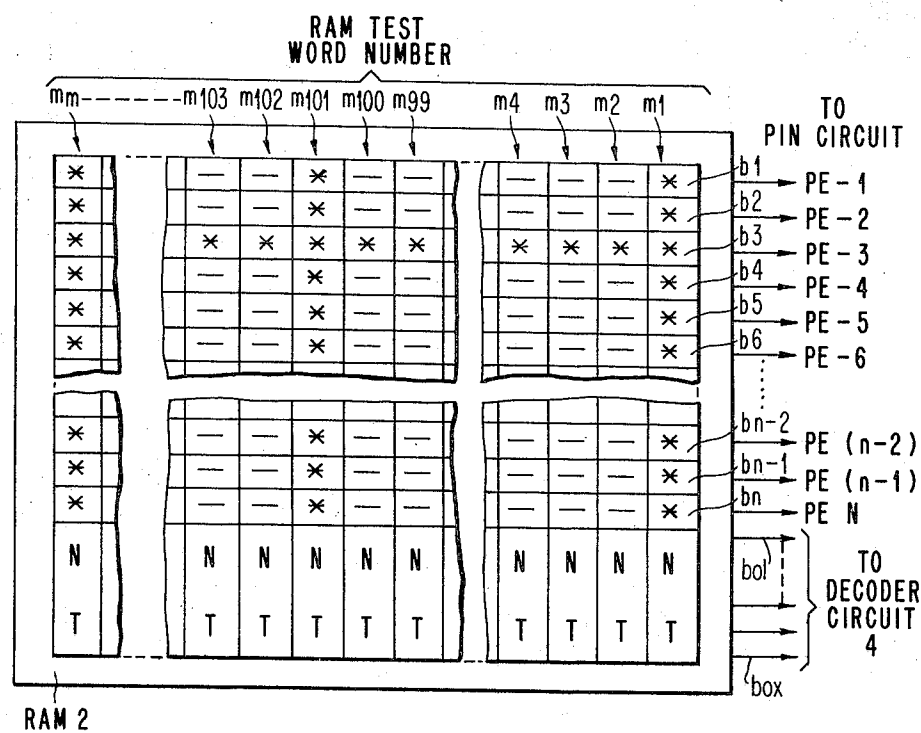 RAM TEST
WORD NUMBER
mm------m103 m102 m101 m100 m99 m4 m3 m2 m1
TO
PIN CIRCUIT
* — * — — — — — * b1 PE-1
* — — * — — — — — * b2 PE-2
* * * * * * * * * * b3 PE-3
* — — * — — — — — * b4 PE-4
* — — * — — — — — * b5 PE-5
* — — * — — — — — * b6 PE-6
* — — * — — — — — * bn-2 PE (n-2)
* — — * — — — — — * bn-1 PE (n-1)
* — — * — — — — — * bn PE N
N N N N N N N N N N
T T T T T T T T T T
bol
box
TO
DECODER
CIRCUIT
4
RAM 2